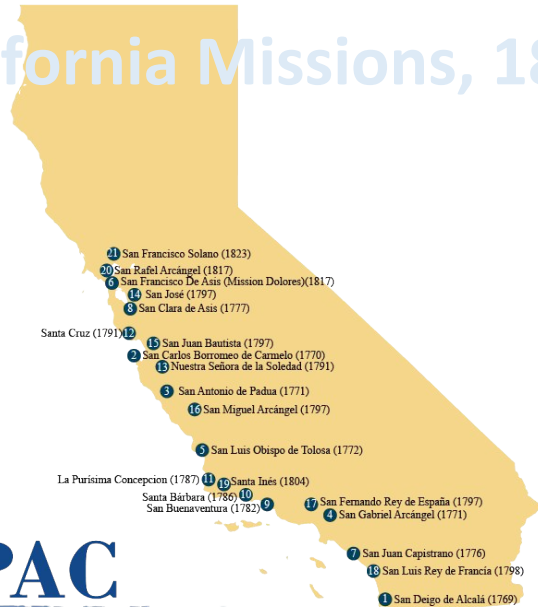 fornia Missions, 18
21 San Francisco Solano (1823)
20 San Rafel Arcángel (1817)
6 San Francisco De Asis (Mission Dolores)(1817)
14 San José (1797)
8 San Clara de Asis (1777)
Santa Cruz (1791) 12
15 San Juan Bautista (1797)
2 San Carlos Borromeo de Carmelo (1770)
13 Nuestra Señora de la Soledad (1791)
3 San Antonio de Padua (1771)
16 San Miguel Arcángel (1797)
5 San Luis Obispo de Tolosa (1772)
La Purísima Concepcion (1787) 11
19 Santa Inés (1804)
Santa Bárbara (1786) 10
San Buenaventura (1782) 9
17 San Fernando Rey de España (1797)
4 San Gabriel Arcángel (1771)
7 San Juan Capistrano (1776)
18 San Luis Rey de Francia (1798)
1 San Deigo de Alcalá (1769)
PAC